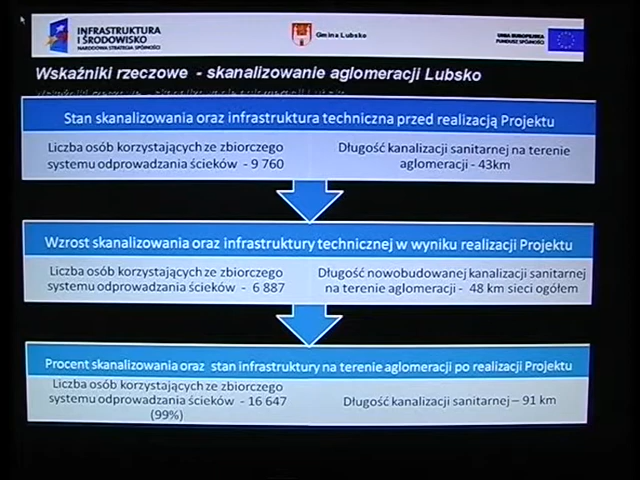 INFRASTRUKTURA
I ŚRODOWISKO
NARODOWA STRATEGIA SPÓJNOŚCI
Gmina Lubsko
UNIA EUROPEJSKA
FUNDUSZ SPÓJNOŚCI
Wskaźniki rzeczowe - skanalizowanie aglomeracji Lubsko
Stan skanalizowania oraz infrastruktura techniczna przed realizacją Projektu
Liczba osób korzystających ze zbiorczego
systemu odprowadzania ścieków - 9 760
Długość kanalizacji sanitarnej na terenie
aglomeracji - 43km
Wzrost skanalizowania oraz infrastruktury technicznej w wyniku realizacji Projektu
Liczba osób korzystających ze zbiorczego
systemu odprowadzania ścieków - 6 887
Długość nowobudowanej kanalizacji sanitarnej
na terenie aglomeracji - 48 km sieci ogółem
Procent skanalizowania oraz stan infrastruktury na terenie aglomeracji po realizacji Projektu
Liczba osób korzystających ze zbiorczego
systemu odprowadzania ścieków - 16 647
(99%)
Długość kanalizacji sanitarnej – 91 km